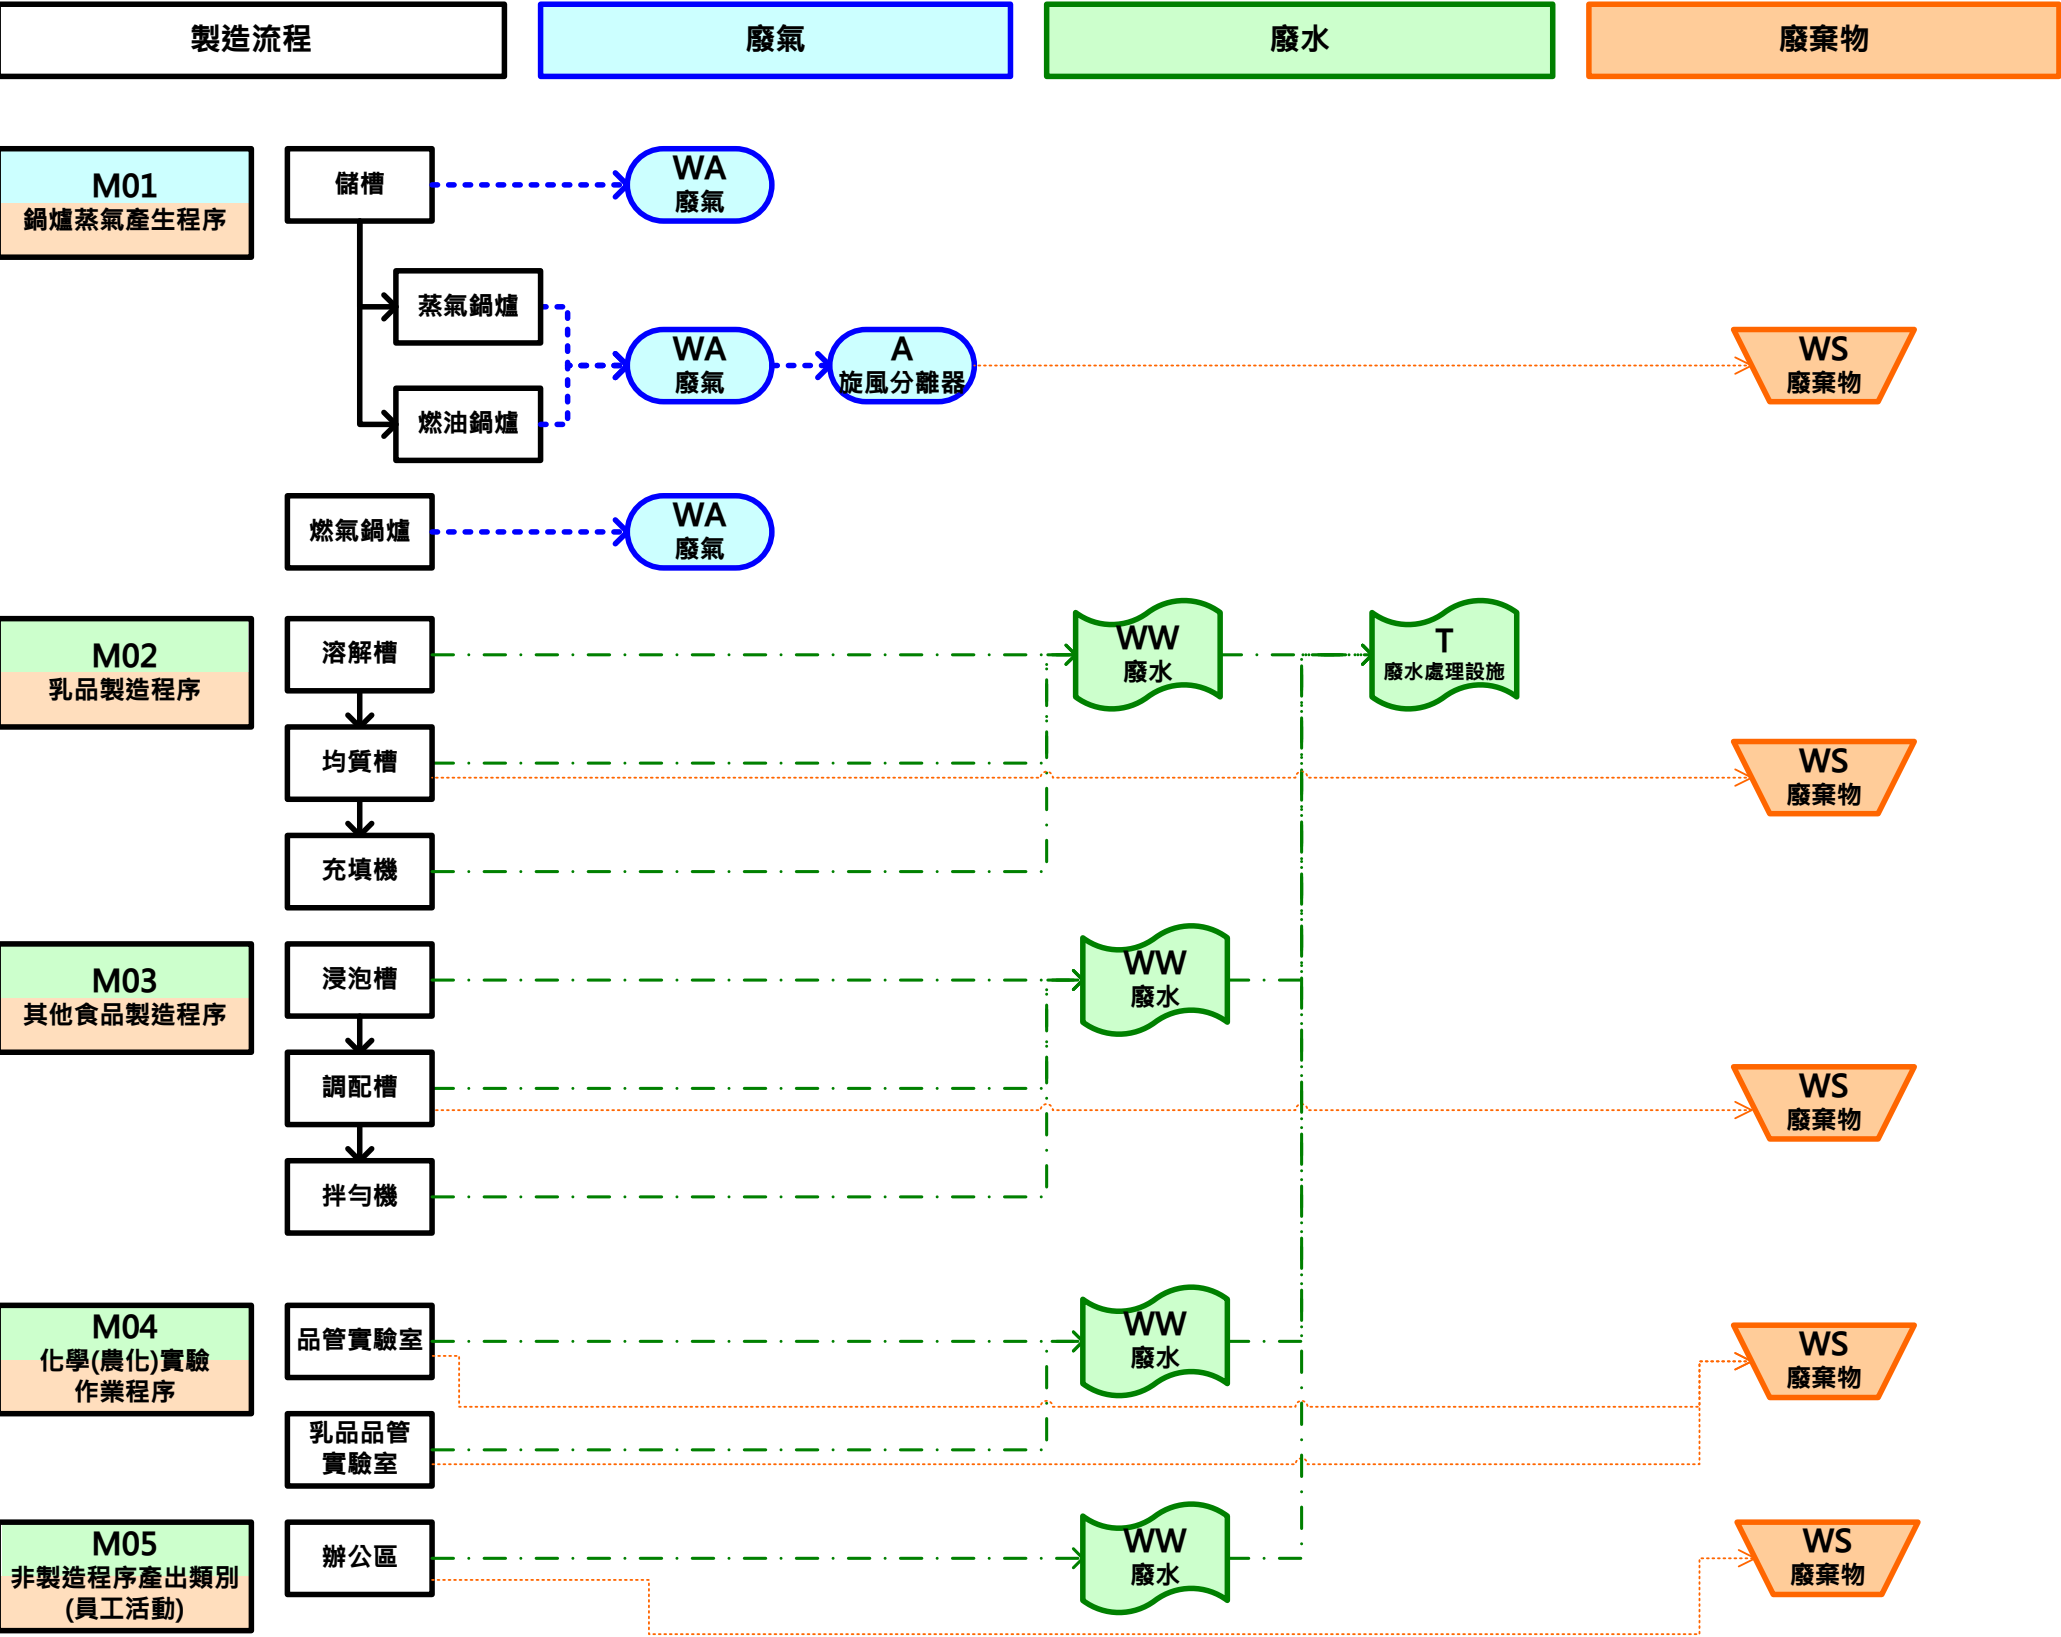 製造流程
廢氣
廢水
廢棄物
M01
鍋爐蒸氣產生程序
儲槽
WA
廢氣
蒸氣鍋爐
WA
廢氣
A
旋風分離器
WS
廢棄物
燃油鍋爐
燃氣鍋爐
WA
廢氣
M02
乳品製造程序
溶解槽
WW
廢水
T
廢水處理設施
均質槽
WS
廢棄物
充填機
M03
其他食品製造程序
浸泡槽
WW
廢水
調配槽
WS
廢棄物
拌勻機
M04
化學(農化)實驗
作業程序
品管實驗室
WW
廢水
WS
廢棄物
乳品品管
實驗室
M05
非製造程序產出類別
(員工活動)
辦公區
WW
廢水
WS
廢棄物